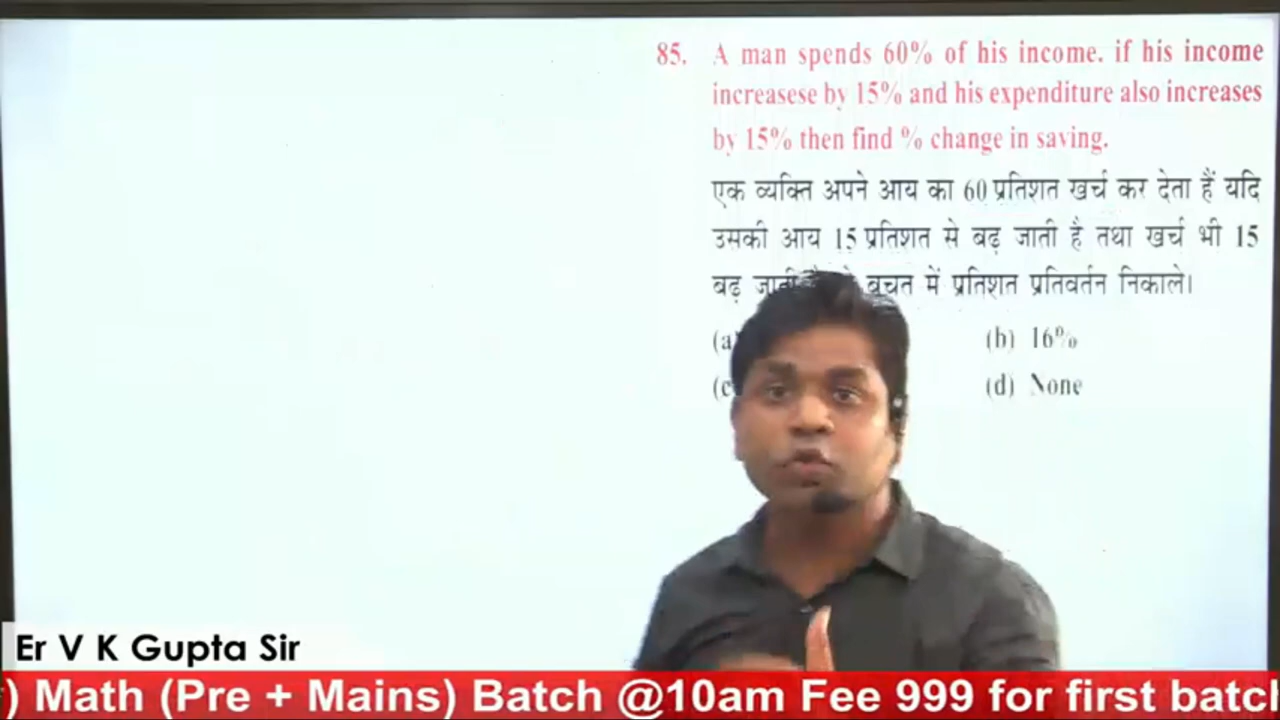 85. A man spends 60% of his income. if his income
increasese by 15% and his expenditure also increases
by 15% then find % change in saving.
एक व्यक्ति अपने आय का 60 प्रतिशत खर्च कर देता हैं यदि
उसकी आय 15 प्रतिशत से बढ़ जाती है तथा खर्च भी 15
बढ़ बचत में प्रतिशत प्रतिवर्तन निकाले।
(a (b) 16%
(c (d) None
Er V K Gupta Sir
) Math (Pre + Mains) Batch @10am Fee 999 for first batcl